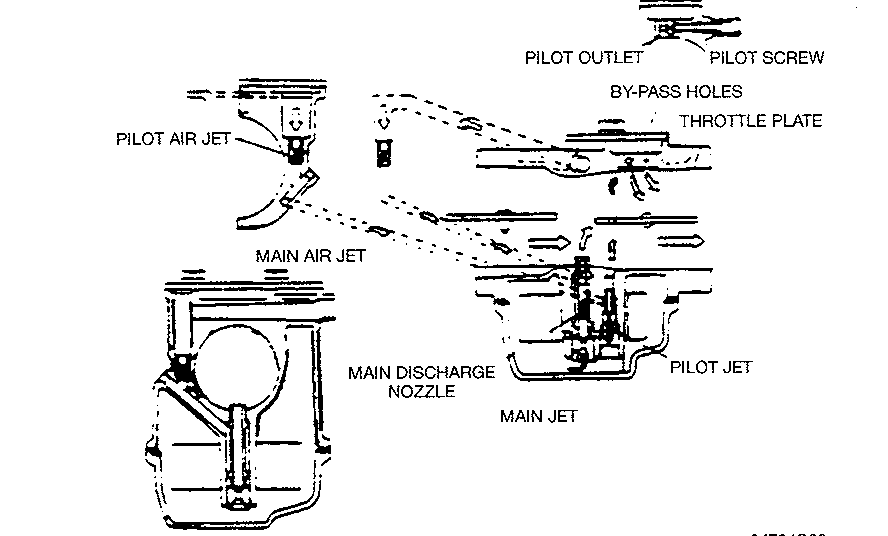 PILOT OUTLET
PILOT SCREW
BY-PASS HOLES
THROTTLE PLATE
PILOT AIR JET
MAIN AIR JET
MAIN DISCHARGE
NOZZLE
PILOT JET
MAIN JET